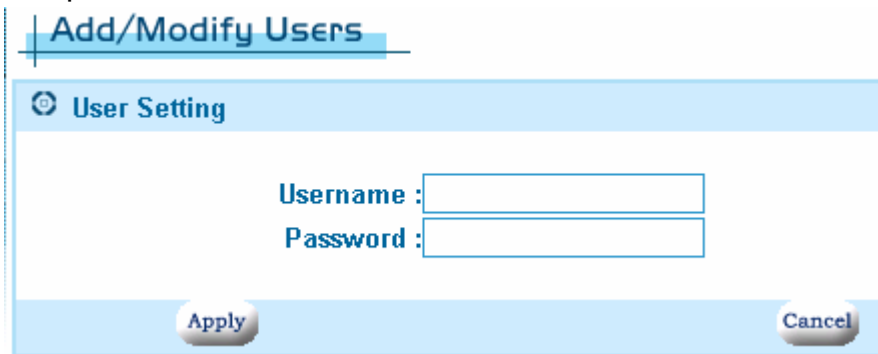 Add/Modify Users
User Setting
Username :
Password :
Apply Cancel